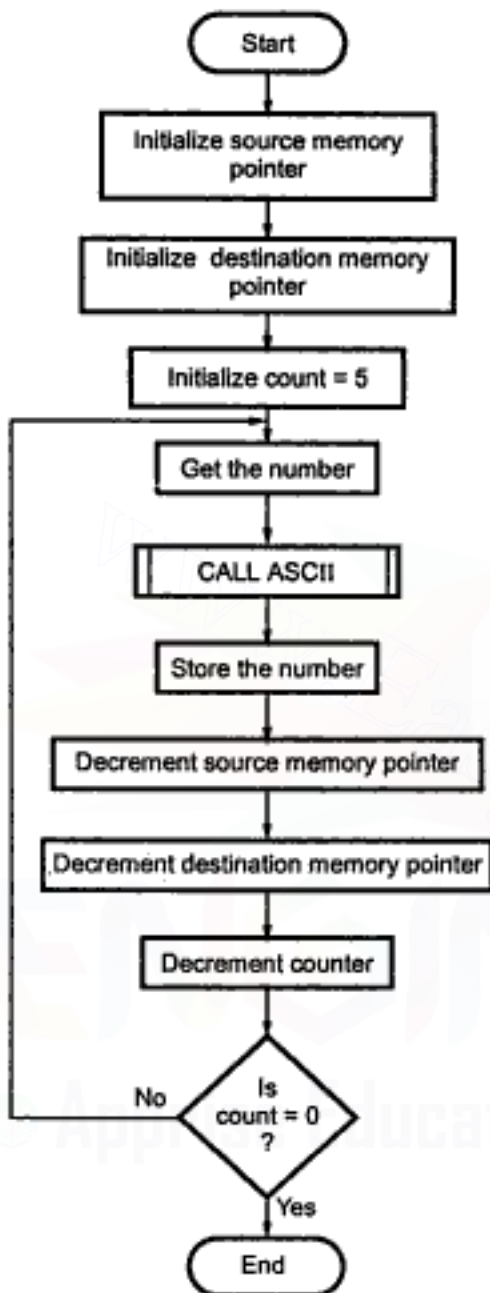 Start
Initialize source memory
pointer
Initialize destination memory
pointer
Initialize count = 5
Get the number
CALL ASCII
Store the number
Decrement source memory pointer
Decrement destination memory pointer
Decrement counter
Is
count = 0
?
No
Yes
End